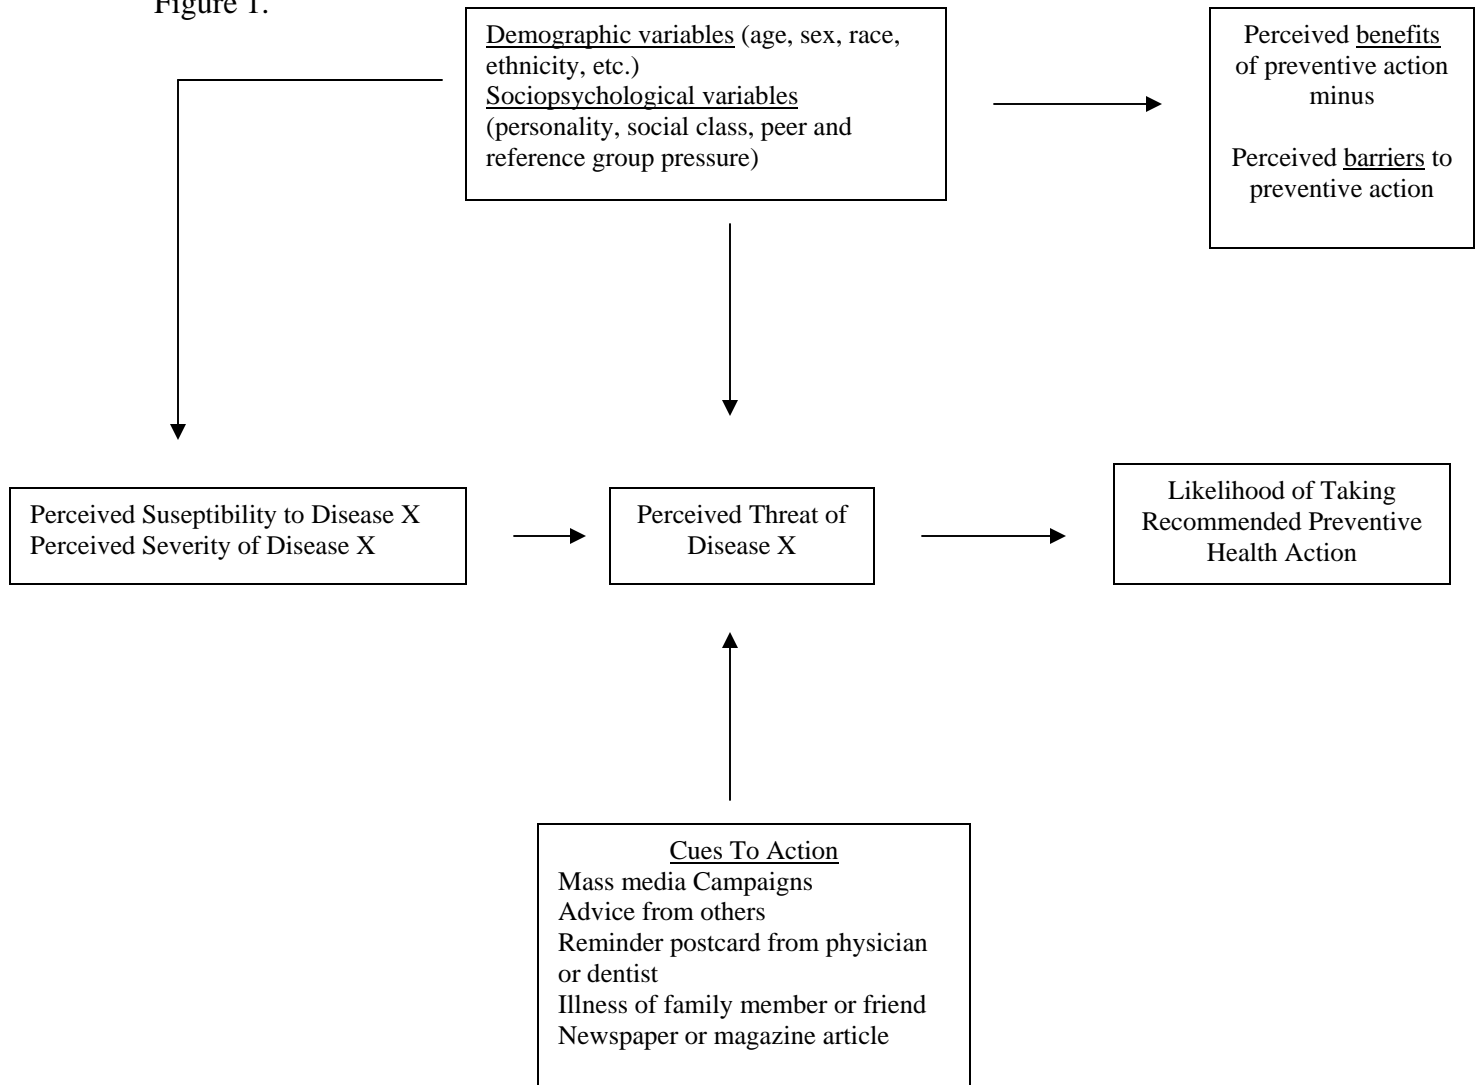 Figure 1.
Demographic variables (age, sex, race,
ethnicity, etc.)
Sociopsychological variables
(personality, social class, peer and
reference group pressure)
Perceived benefits
of preventive action
minus
Perceived barriers to
preventive action
Perceived Suseptibility to Disease X
Perceived Severity of Disease X
Perceived Threat of
Disease X
Likelihood of Taking
Recommended Preventive
Health Action
Cues To Action
Mass media Campaigns
Advice from others
Reminder postcard from physician
or dentist
Illness of family member or friend
Newspaper or magazine article